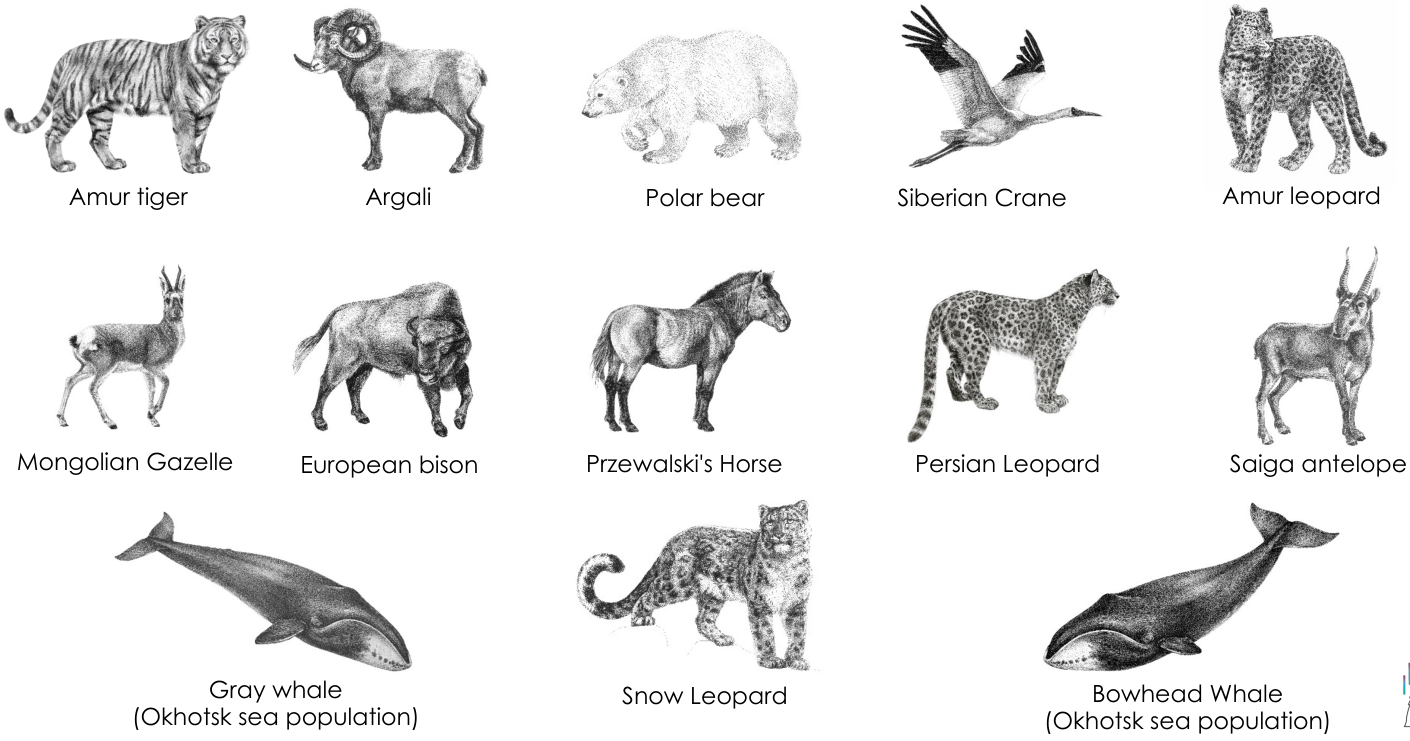 Amur tiger
Argali
Polar bear
Siberian Crane
Amur leopard
Mongolian Gazelle
European bison
Przewalski's Horse
Persian Leopard
Saiga antelope
Gray whale
(Okhotsk sea population)
Snow Leopard
Bowhead Whale
(Okhotsk sea population)